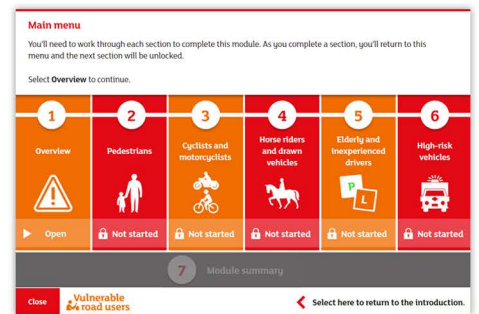 Main menu
You'll need to work through each section to complete this module. As you complete a section, you'll return to this
menu and the next section will be unlocked.
Select Overview to continue.
1
Overview
Open
2
Pedestrians
Not started
3
Cyclists and
motorcyclists
Not started
4
Horse riders
and drawn
vehicles
Not started
5
Elderly and
inexperienced
drivers
P
L
Not started
6
High-risk
vehicles
Not started
7 Module summary
Close
Vulnerable
road users
Select here to return to the introduction.